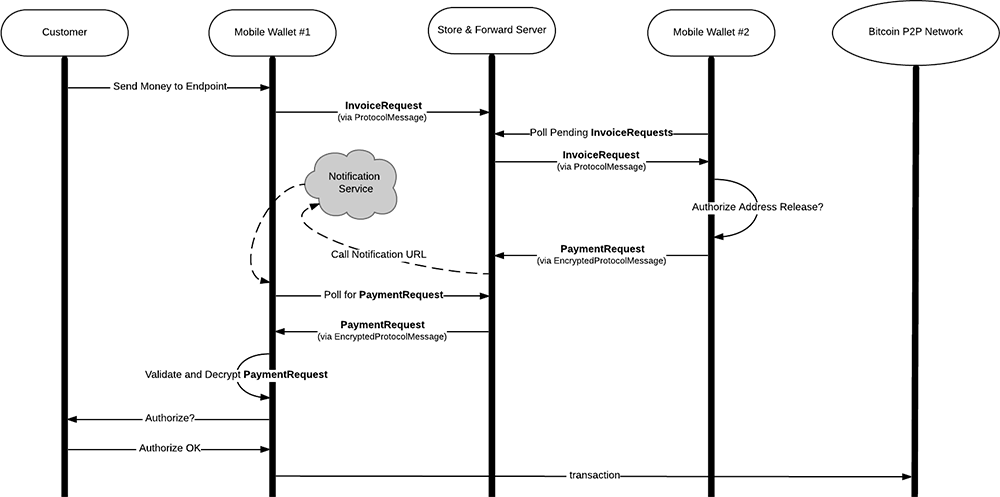 Customer
Mobile Wallet #1
Store & Forward Server
Mobile Wallet #2
Bitcoin P2P Network
Send Money to Endpoint
InvoiceRequest
(via ProtocolMessage)
Poll Pending InvoiceRequests
InvoiceRequest
(via ProtocolMessage)
Notification
Service
Authorize Address Release?
Call Notification URL
PaymentRequest
(via EncryptedProtocolMessage)
Poll for PaymentRequest
PaymentRequest
(via EncryptedProtocolMessage)
Validate and Decrypt PaymentRequest
Authorize?
Authorize OK
transaction